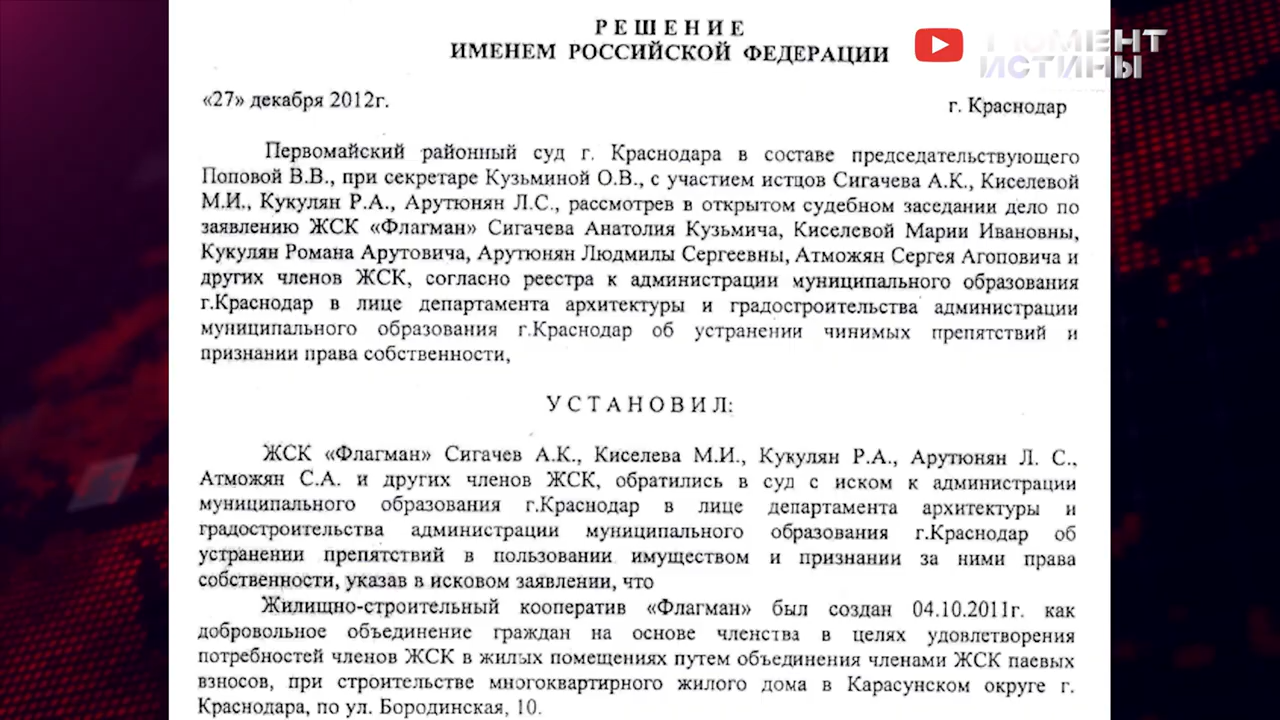 РЕШЕНИЕ
ИМЕНЕМ РОССИЙСКОЙ ФЕДЕРАЦИИ
МОМЕНТ
ИСТИНЫ
«27» декабря 2012г.
г. Краснодар
Первомайский районный суд г. Краснодара в составе председательствующего
Поповой В.В., при секретаре Кузьминой О.В., с участием истцов Сигачева А.К., Киселевой
М.И., Кукулян Р.А., Арутюнян Л.С., рассмотрев в открытом судебном заседании дело по
заявлению ЖСК «Флагман» Сигачева Анатолия Кузьмича, Киселевой Марии Ивановны,
Кукулян Романа Арутовича, Арутюнян Людмилы Сергеевны, Атможян Сергея Агоповича и
других членов ЖСК, согласно реестра к администрации муниципального образования
г.Краснодар в лице департамента архитектуры и градостроительства администрации
муниципального образования г.Краснодар об устранении чинимых препятствий и
признании права собственности,
УСТАНОВИЛ:
ЖСК «Флагман» Сигачев А.К., Киселева М.И., Кукулян Р.А., Арутюнян Л. С.,
Атможян С.А. и других членов ЖСК, обратились в суд с иском к администрации
муниципального образования г.Краснодар в лице департамента архитектуры и
градостроительства администрации муниципального образования г.Краснодар об
устранении препятствий в пользовании имуществом и признании за ними права
собственности, указав в исковом заявлении, что
Жилищно-строительный кооператив «Флагман» был создан 04.10.2011г. как
добровольное объединение граждан на основе членства в целях удовлетворения
потребностей членов ЖСК в жилых помещениях путем объединения членами ЖСК паевых
взносов, при строительстве многоквартирного жилого дома в Карасунском округе г.
Краснодара, по ул. Бородинская, 10.